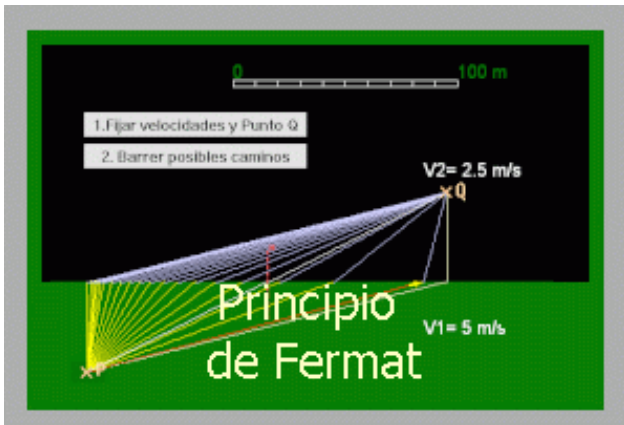 0 100 m
1.Fijar velocidades y Punto Q
2. Barrer posibles caminos
V2= 2.5 m/s
Q
Principio
V1= 5 m/s
P
de Fermat